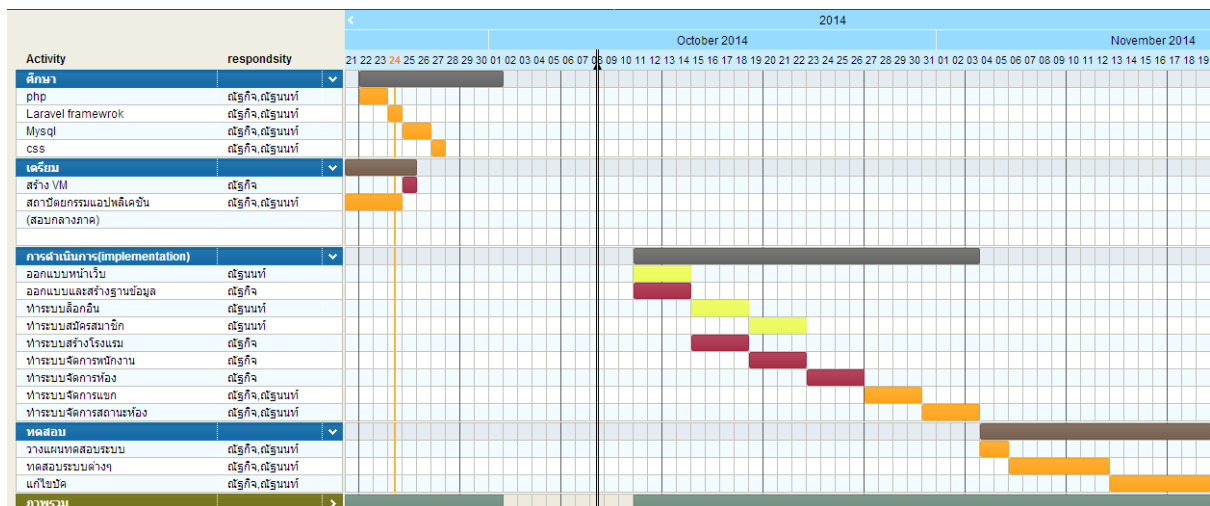 2014
October 2014 November 2014
Activity respondsity 21 22 23 24 25 26 27 28 29 30 01 02 03 04 05 06 07 08 09 10 11 12 13 14 15 16 17 18 19 20 21 22 23 24 25 26 27 28 29 30 31 01 02 03 04 05 06 07 08 09 10 11 12 13 14 15 16 17 18 19
ศึกษา
php ณัฐกิจ,ณัฐนนท์
Laravel framewrok ณัฐกิจ,ณัฐนนท์
Mysql ณัฐกิจ,ณัฐนนท์
css ณัฐกิจ,ณัฐนนท์
เตรียม
สร้าง VM ณัฐกิจ
สถาปัตยกรรมแอปพลิเคชัน ณัฐกิจ,ณัฐนนท์
(สอบกลางภาค)
การดำเนินการ(implementation)
ออกแบบหน้าเว็บ ณัฐนนท์
ออกแบบและสร้างฐานข้อมูล ณัฐกิจ
ทำระบบล็อกอิน ณัฐนนท์
ทำระบบสมัครสมาชิก ณัฐนนท์
ทำระบบสร้างโรงแรม ณัฐกิจ
ทำระบบจัดการพนักงาน ณัฐกิจ
ทำระบบจัดการห้อง ณัฐกิจ
ทำระบบจัดการแขก ณัฐกิจ,ณัฐนนท์
ทำระบบจัดการสถานะห้อง ณัฐกิจ,ณัฐนนท์
ทดสอบ
วางแผนทดสอบระบบ ณัฐกิจ,ณัฐนนท์
ทดสอบระบบต่างๆ ณัฐกิจ,ณัฐนนท์
แก้ไขบัค ณัฐกิจ,ณัฐนนท์
ภาพรวม